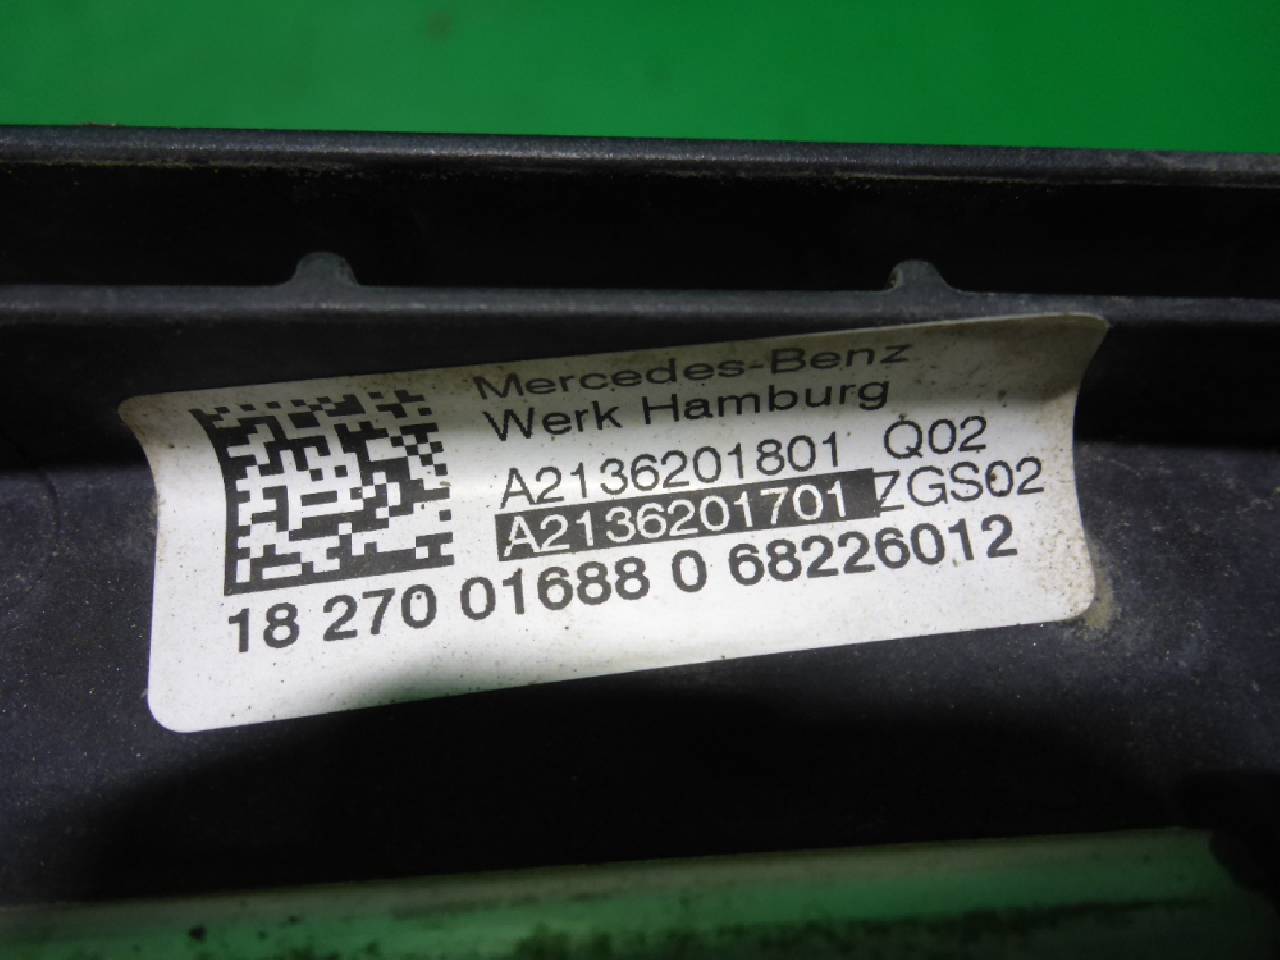 Mercedes-Benz
Werk Hamburg
A2136201801 Q02
A2136201701 ZGS02
18 270 01688 0 68226012